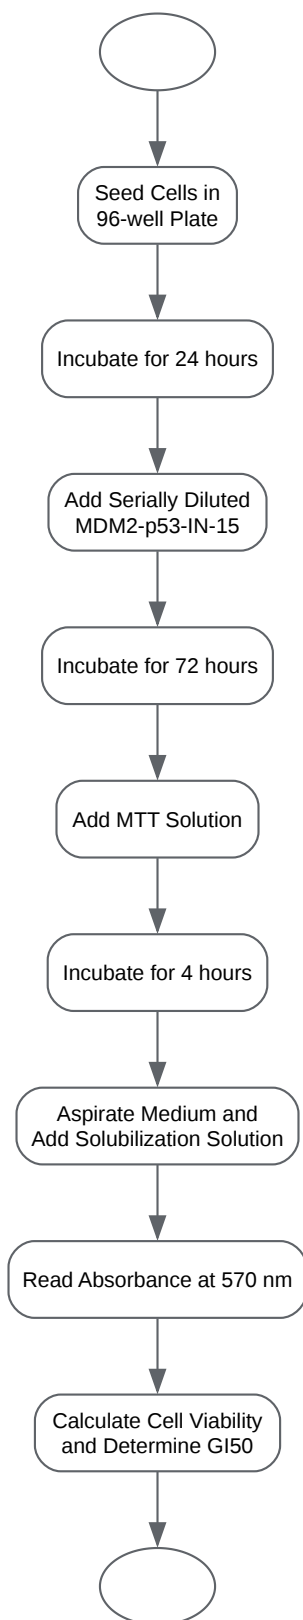 Seed Cells in
96-well Plate
Incubate for 24 hours
Add Serially Diluted
MDM2-p53-IN-15
Incubate for 72 hours
Add MTT Solution
Incubate for 4 hours
Aspirate Medium and
Add Solubilization Solution
Read Absorbance at 570 nm
Calculate Cell Viability
and Determine GI50